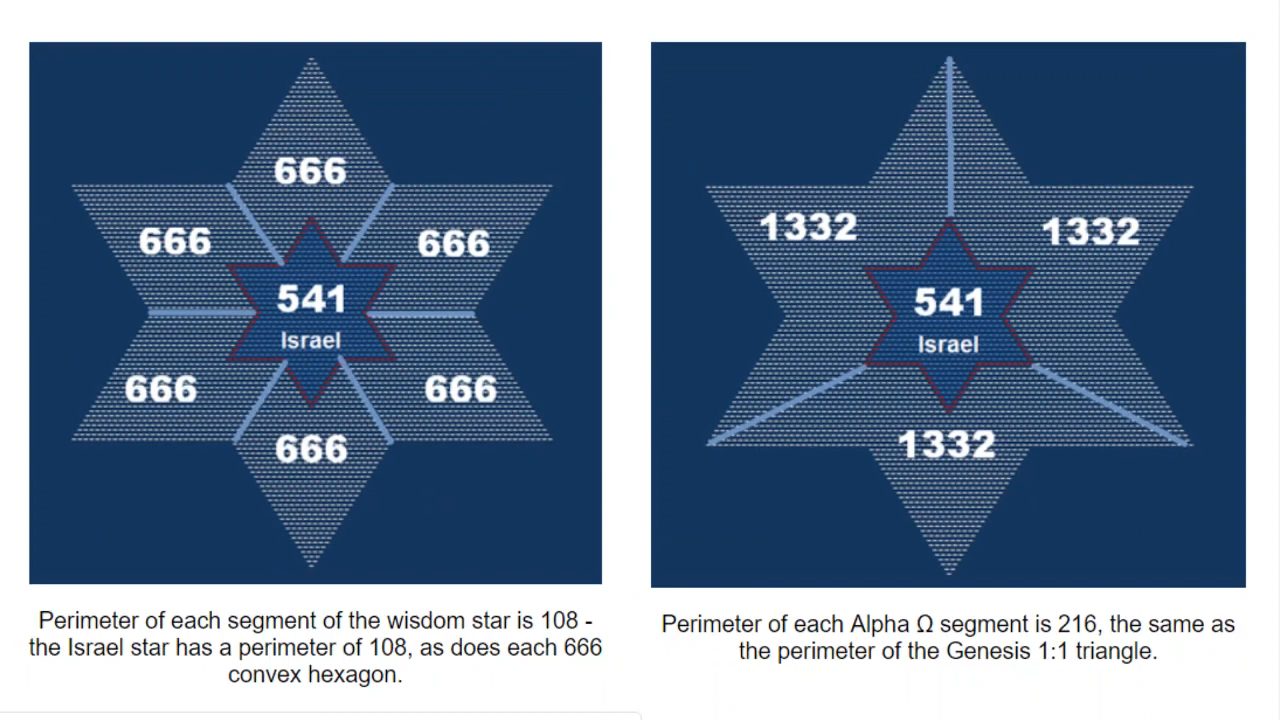 666
666
666
541
Israel
666
666
666
Perimeter of each segment of the wisdom star is 108 -
the Israel star has a perimeter of 108, as does each 666
convex hexagon.
1332
1332
541
Israel
1332
Perimeter of each Alpha Ω segment is 216, the same as
the perimeter of the Genesis 1:1 triangle.